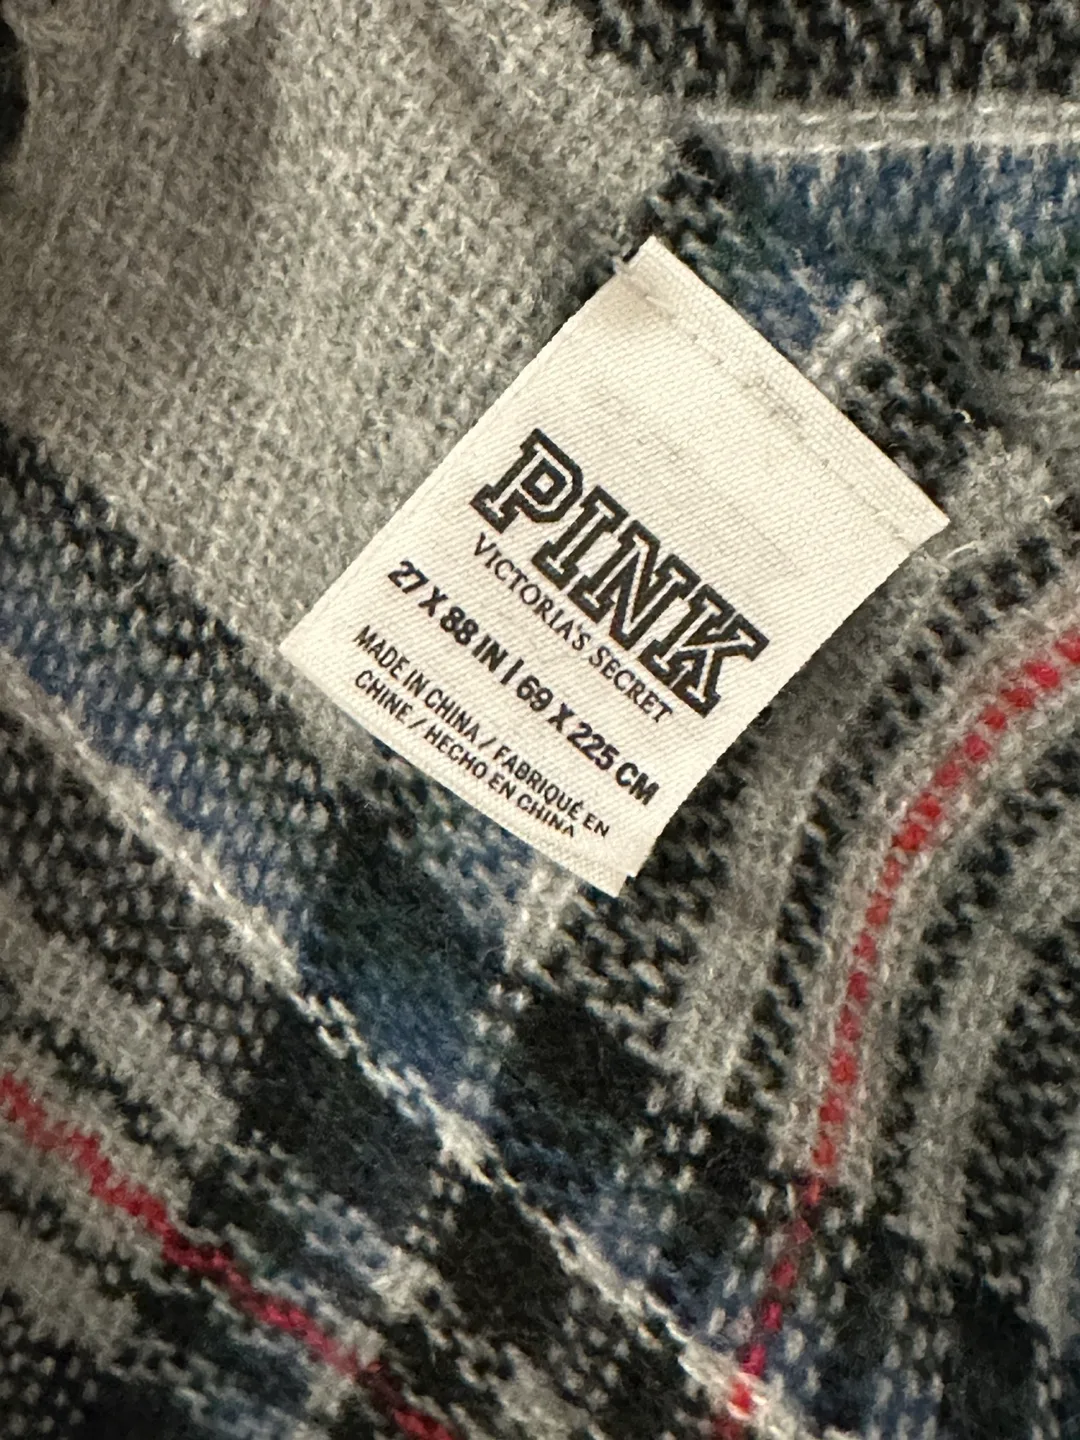 PINK
VICTORIA'S SECRET
27 X 88 IN | 69 X 225 CM
MADE IN CHINA / FABRIQUÉ EN
CHINE / HECHO EN CHINA